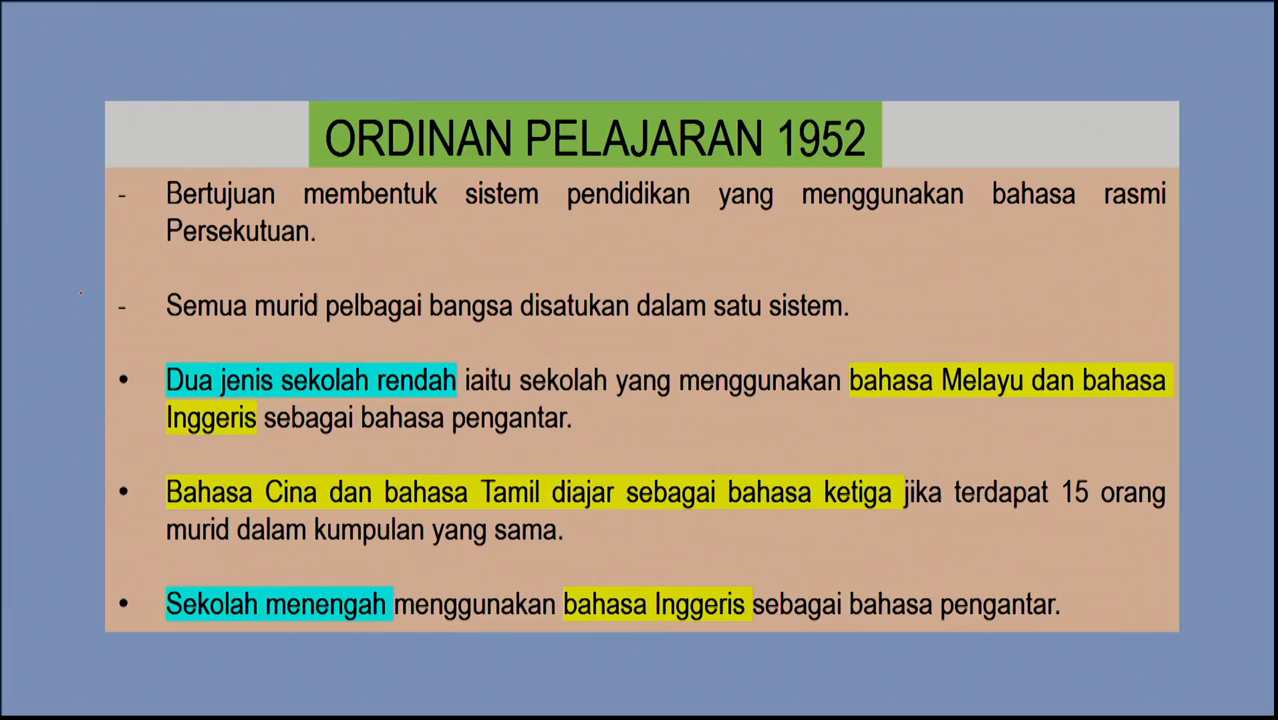 ORDINAN PELAJARAN 1952
- Bertujuan membentuk sistem pendidikan yang menggunakan bahasa rasmi
Persekutuan.
- Semua murid pelbagai bangsa disatukan dalam satu sistem.
• Dua jenis sekolah rendah iaitu sekolah yang menggunakan bahasa Melayu dan bahasa
Inggeris sebagai bahasa pengantar.
• Bahasa Cina dan bahasa Tamil diajar sebagai bahasa ketiga jika terdapat 15 orang
murid dalam kumpulan yang sama.
• Sekolah menengah menggunakan bahasa Inggeris sebagai bahasa pengantar.